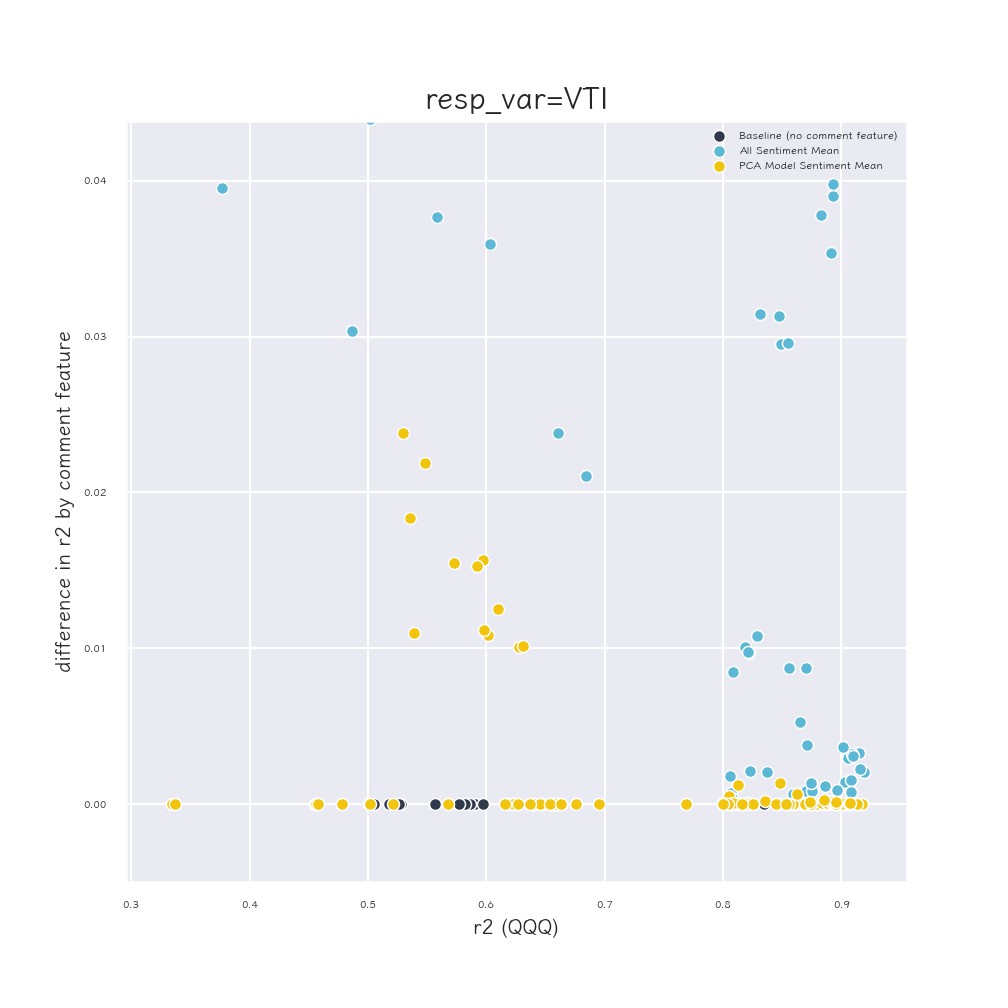 resp_var=VTI
Baseline (no comment feature)
All Sentiment Mean
PCA Model Sentiment Mean
difference in r2 by comment feature
0.04
0.03
0.02
0.01
0.00
0.3 0.4 0.5 0.6 0.7 0.8 0.9
r2 (QQQ)